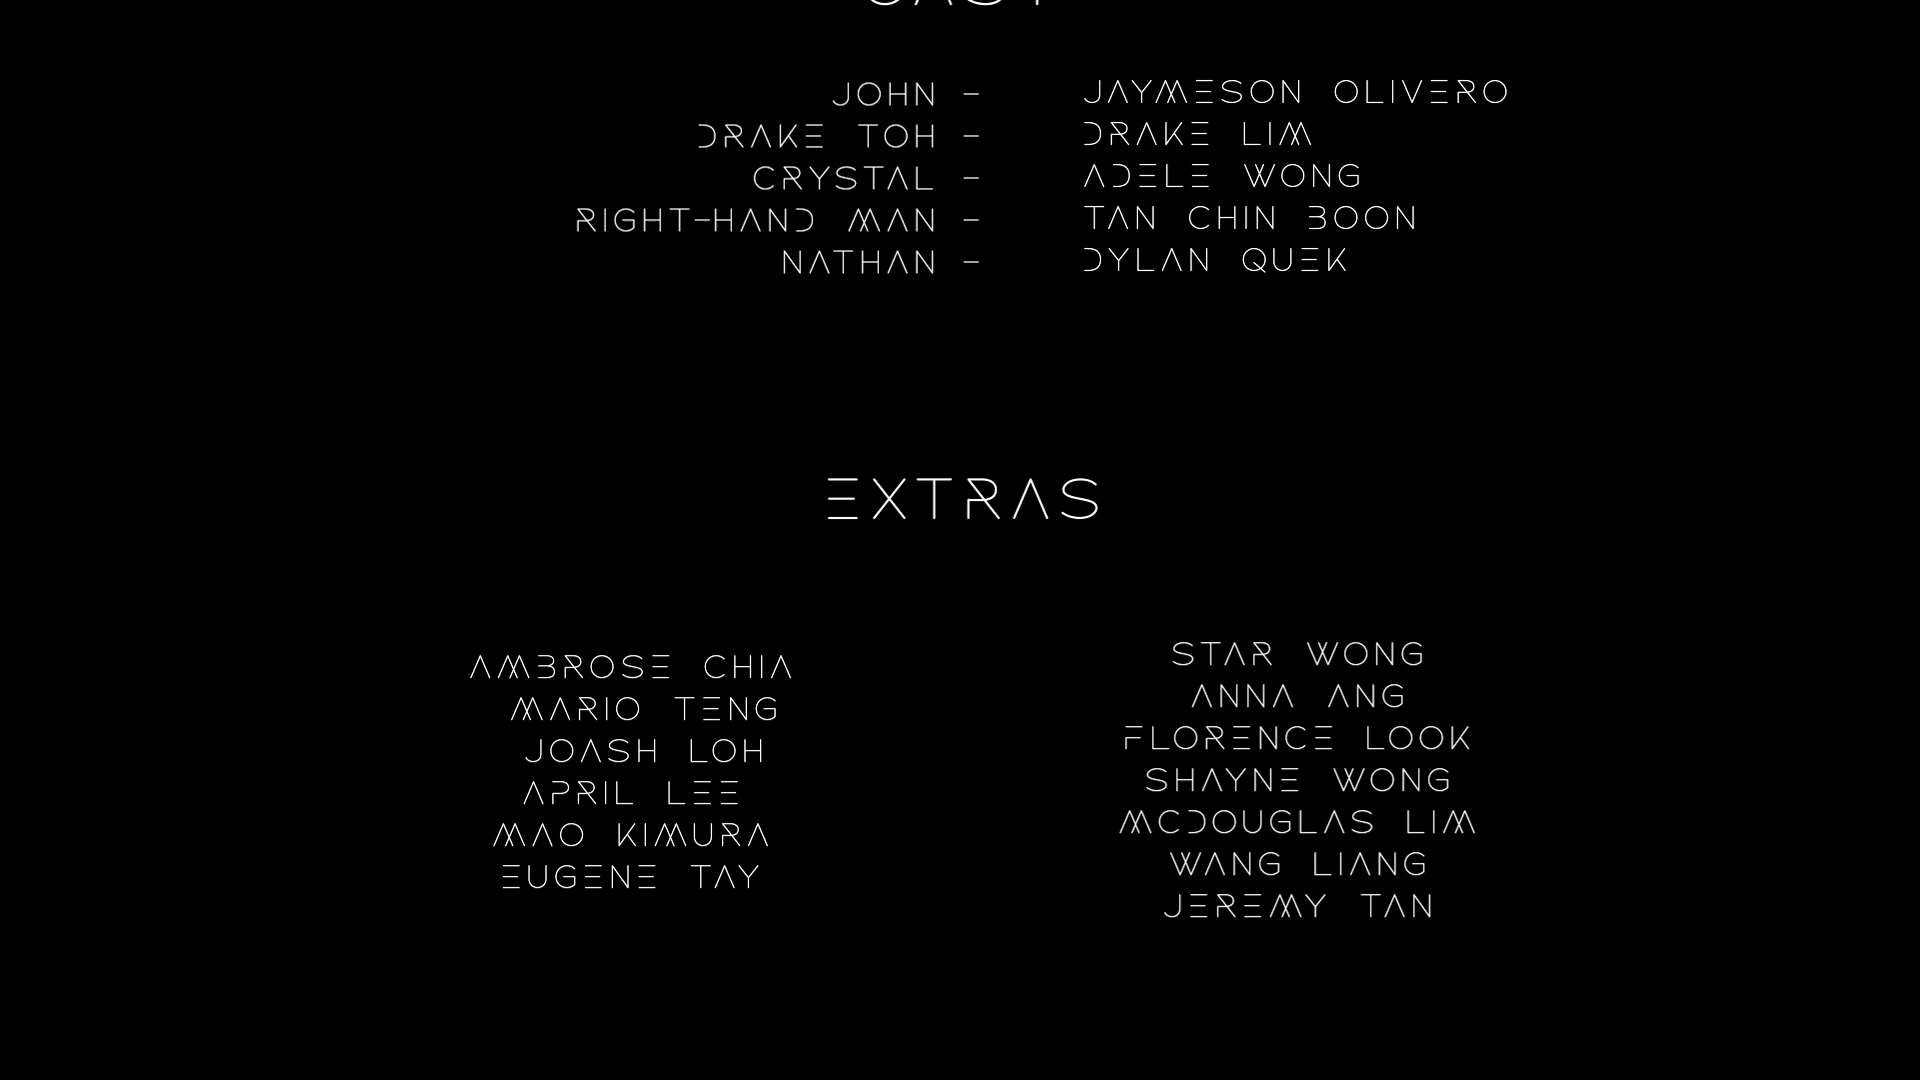 CAST
JOHN - JAYMESON OLIVERO
DRAKE TOH - DRAKE LIM
CRYSTAL - ADELE WONG
RIGHT-HAND MAN - TAN CHIN BOON
NATHAN - DYLAN QUEK
EXTRAS
AMBROSE CHIA
MARIO TENG
JOASH LOH
APRIL LEE
MAO KIMURA
EUGENE TAY
STAR WONG
ANNA ANG
FLORENCE LOOK
SHAYNE WONG
MCDOUGLAS LIM
WANG LIANG
JEREMY TAN